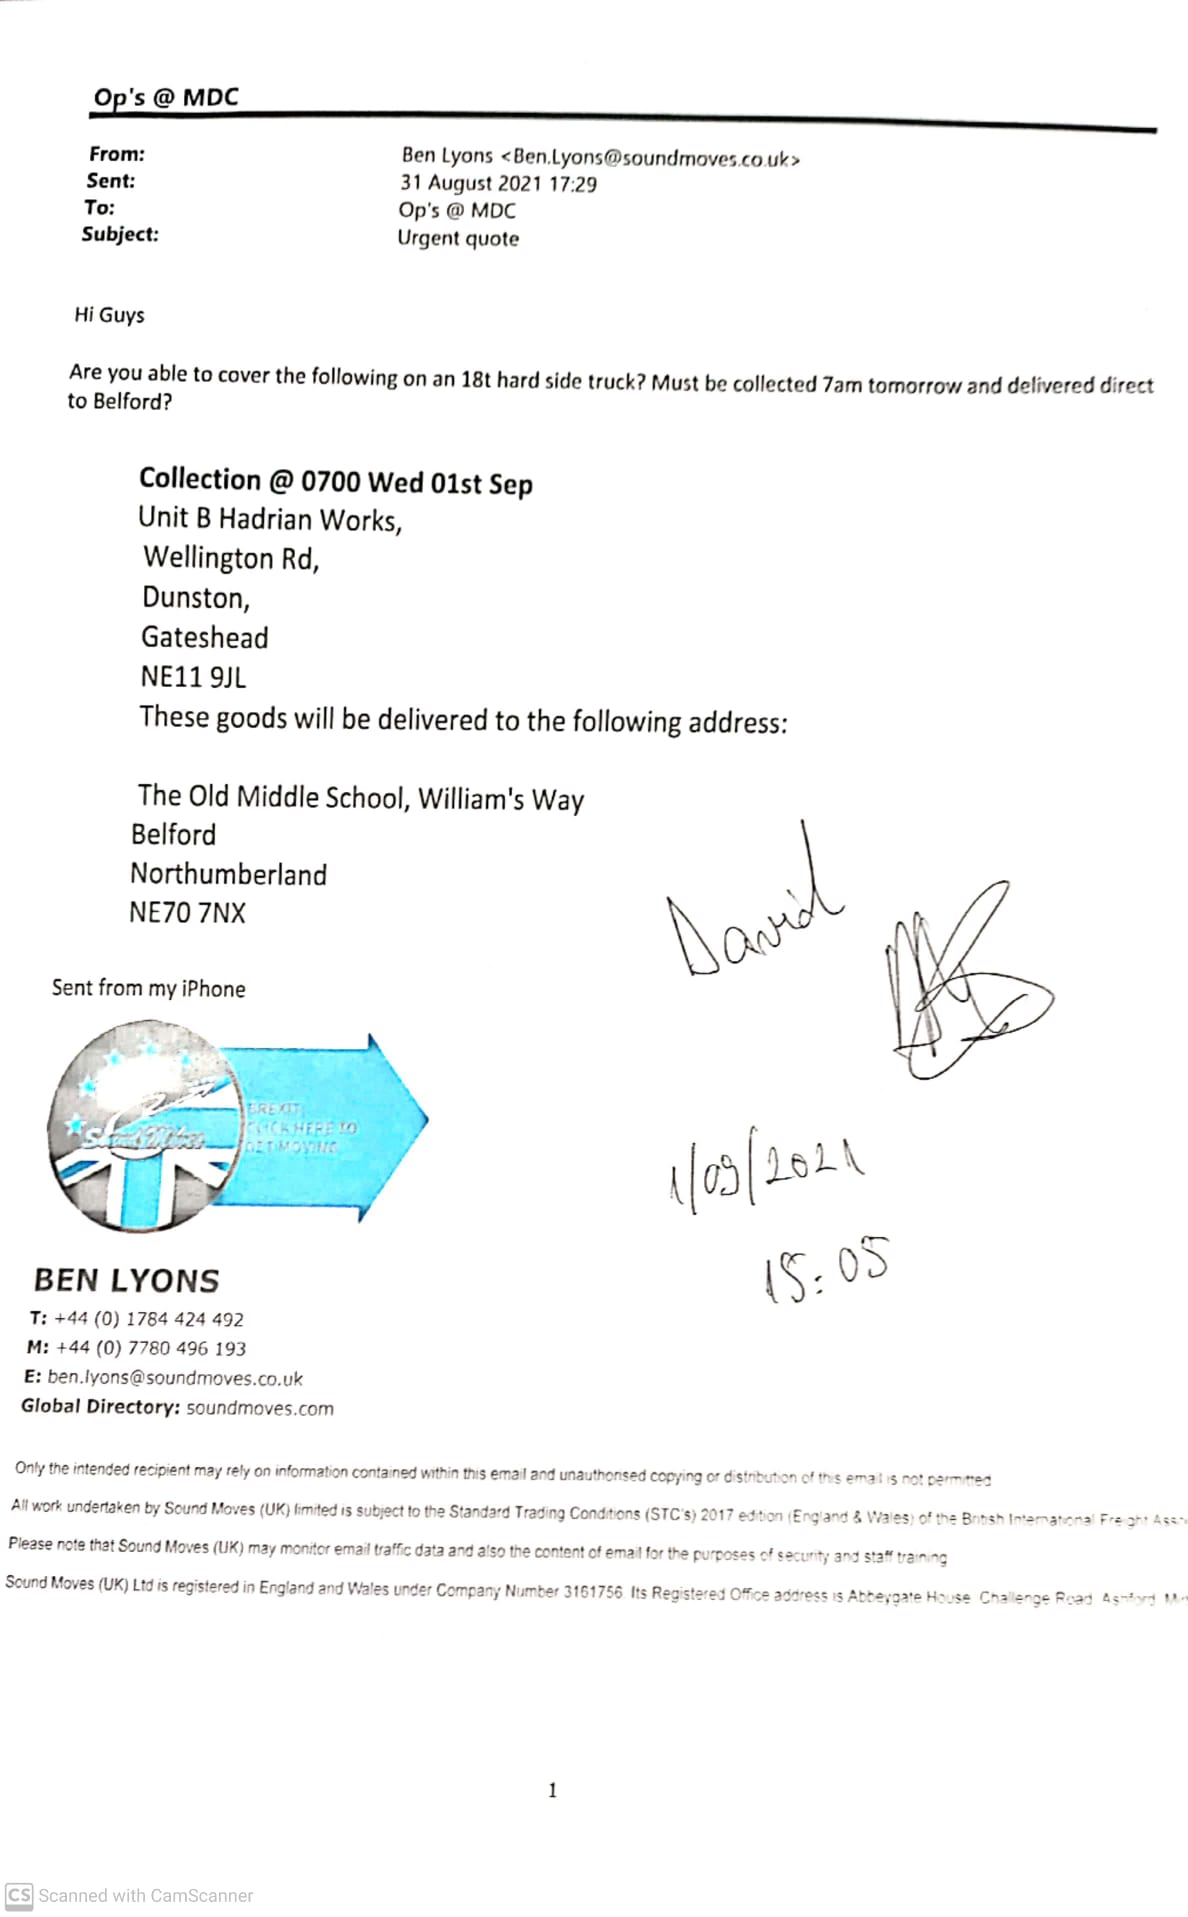 Op's @ MDC
From: Ben Lyons <Ben.Lyons@soundmoves.co.uk>
Sent: 31 August 2021 17:29
To: Op's @ MDC
Subject: Urgent quote
Hi Guys
Are you able to cover the following on an 18t hard side truck? Must be collected 7am tomorrow and delivered direct
to Belford?
Collection @ 0700 Wed 01st Sep
Unit B Hadrian Works,
Wellington Rd,
Dunston,
Gateshead
NE11 9JL
These goods will be delivered to the following address:
The Old Middle School, William's Way
Belford
Northumberland
NE70 7NX
David
Sent from my iPhone
Sound Moves
BREXIT
CLICK HERE TO
GET MOVING
1/09/2021
15:05
BEN LYONS
T: +44 (0) 1784 424 492
M: +44 (0) 7780 496 193
E: ben.lyons@soundmoves.co.uk
Global Directory: soundmoves.com
Only the intended recipient may rely on information contained within this email and unauthorised copying or distribution of this email is not permitted
All work undertaken by Sound Moves (UK) limited is subject to the Standard Trading Conditions (STC's) 2017 edition (England & Wales) of the British International Freight
Please note that Sound Moves (UK) may monitor email traffic data and also the content of email for the purposes of security and staff training
Sound Moves (UK) Ltd is registered in England and Wales under Company Number 3161756. Its Registered Office address is Abbeygate House Challenge Road Ashford
1
CS Scanned with CamScanner